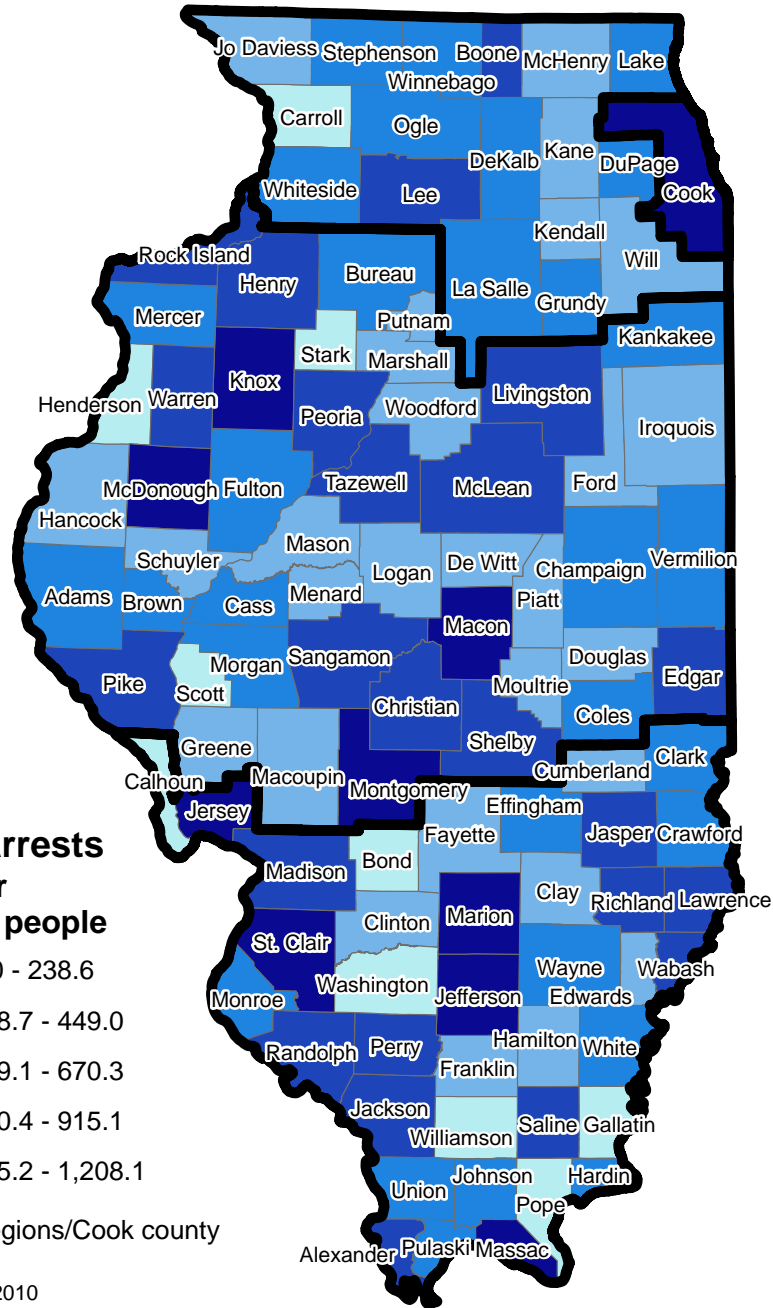 Jo Daviess
Stephenson
Winnebago
Boone
McHenry
Lake
Carroll
Ogle
DeKalb
Kane
DuPage
Cook
Whiteside
Lee
Kendall
Will
Rock Island
Henry
Bureau
La Salle
Grundy
Mercer
Putnam
Kankakee
Stark
Marshall
Henderson
Warren
Knox
Peoria
Woodford
Livingston
Iroquois
McDonough
Fulton
Tazewell
McLean
Ford
Hancock
Schuyler
Mason
Logan
De Witt
Champaign
Vermilion
Adams
Brown
Cass
Menard
Piatt
Macon
Pike
Scott
Morgan
Sangamon
Christian
Moultrie
Douglas
Edgar
Coles
Shelby
Greene
Macoupin
Montgomery
Cumberland
Clark
Calhoun
Jersey
Effingham
Fayette
Jasper
Crawford
Madison
Bond
Clay
Richland
Lawrence
Marion
Clinton
St. Clair
Washington
Jefferson
Wayne
Edwards
Wabash
Monroe
Randolph
Perry
Hamilton
White
Franklin
Jackson
Williamson
Saline
Gallatin
Union
Johnson
Pope
Hardin
Alexander
Pulaski
Massac
rrests
r
people
0 - 238.6
8.7 - 449.0
9.1 - 670.3
0.4 - 915.1
5.2 - 1,208.1
gions/Cook county
2010